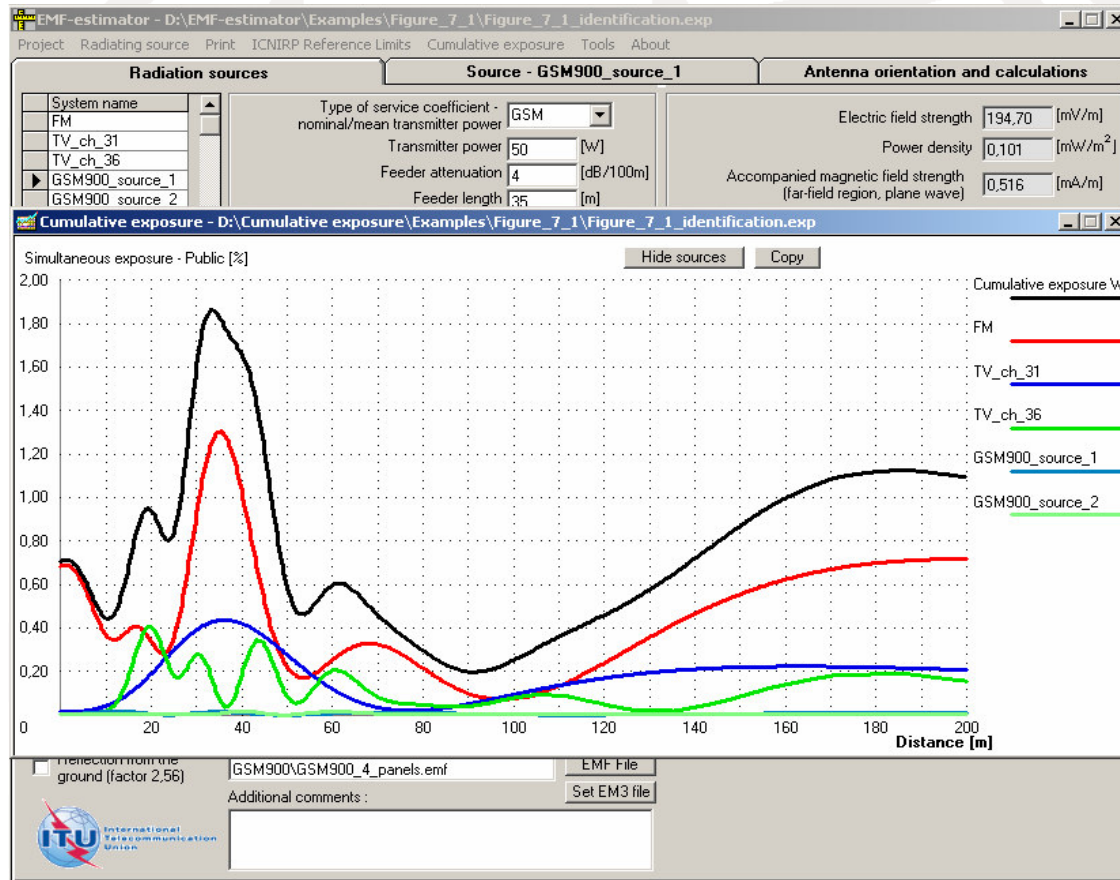 EMF-estimator - D:\EMF-estimator\Examples\Figure_7_1\Figure_7_1_identification.exp
Project Radiating source Print ICNIRP Reference Limits Cumulative exposure Tools About
Radiation sources Source - GSM900_source_1 Antenna orientation and calculations
System name
FM
TV_ch_31
TV_ch_36
GSM900_source_1
GSM900_source_2
Type of service coefficient -
nominal/mean transmitter power GSM
Transmitter power 50 [W]
Feeder attenuation 4 [dB/100m]
Feeder length 35 [m]
Electric field strength 194,70 [mV/m]
Power density 0,101 [mW/m²]
Accompanied magnetic field strength
(far-field region, plane wave) 0,516 [mA/m]
Cumulative exposure - D:\Cumulative exposure\Examples\Figure_7_1\Figure_7_1_identification.exp
Simultaneous exposure - Public [%] Hide sources Copy
2,00
1,80
1,60
1,40
1,20
1,00
0,80
0,60
0,40
0,20
0 20 40 60 80 100 120 140 160 180 200
Distance [m]
Cumulative exposure W
FM
TV_ch_31
TV_ch_36
GSM900_source_1
GSM900_source_2
from the
ground (factor 2,56)
GSM900\GSM900_4_panels.emf EMF File
Additional comments : Set EM3 file
ITU
International
Telecommunication
Union